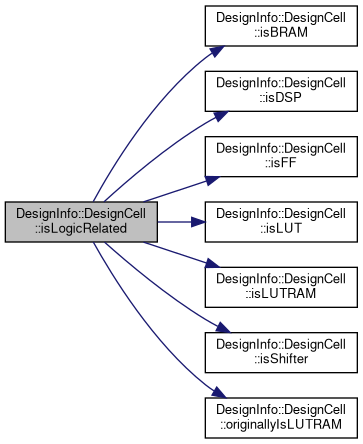 DesignInfo::DesignCell
::isBRAM
DesignInfo::DesignCell
::isDSP
DesignInfo::DesignCell
::isFF
DesignInfo::DesignCell
::isLogicRelated
DesignInfo::DesignCell
::isLUT
DesignInfo::DesignCell
::isLUTRAM
DesignInfo::DesignCell
::isShifter
DesignInfo::DesignCell
::originallyIsLUTRAM